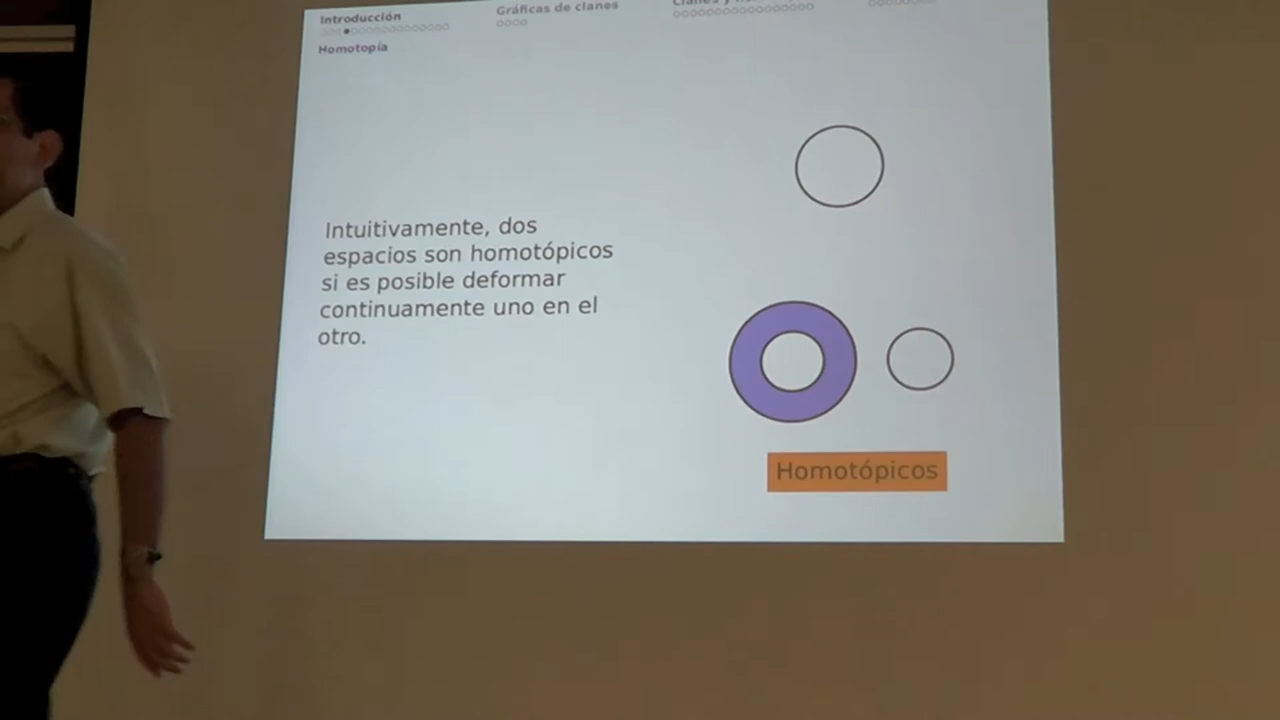 Introducción
Gráficas de clanes
Homotopía
Intuitivamente, dos
espacios son homotópicos
si es posible deformar
continuamente uno en el
otro.
Homotópicos